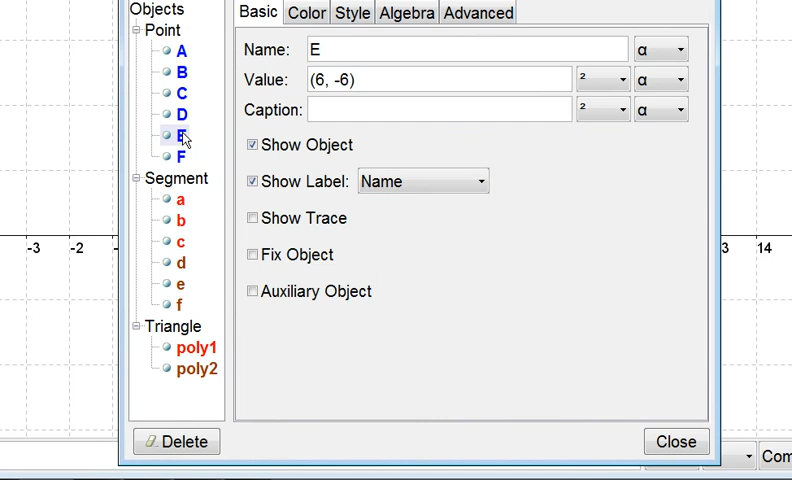 Objects
Point
A
B
C
D
E
F
Segment
a
b
c
d
e
f
Triangle
poly1
poly2
Delete
Basic Color Style Algebra Advanced
Name: E α
Value: (6, -6) ² α
Caption: ² α
Show Object
Show Label: Name
Show Trace
Fix Object
Auxiliary Object
Close
-3 -2 -
3 14
Com